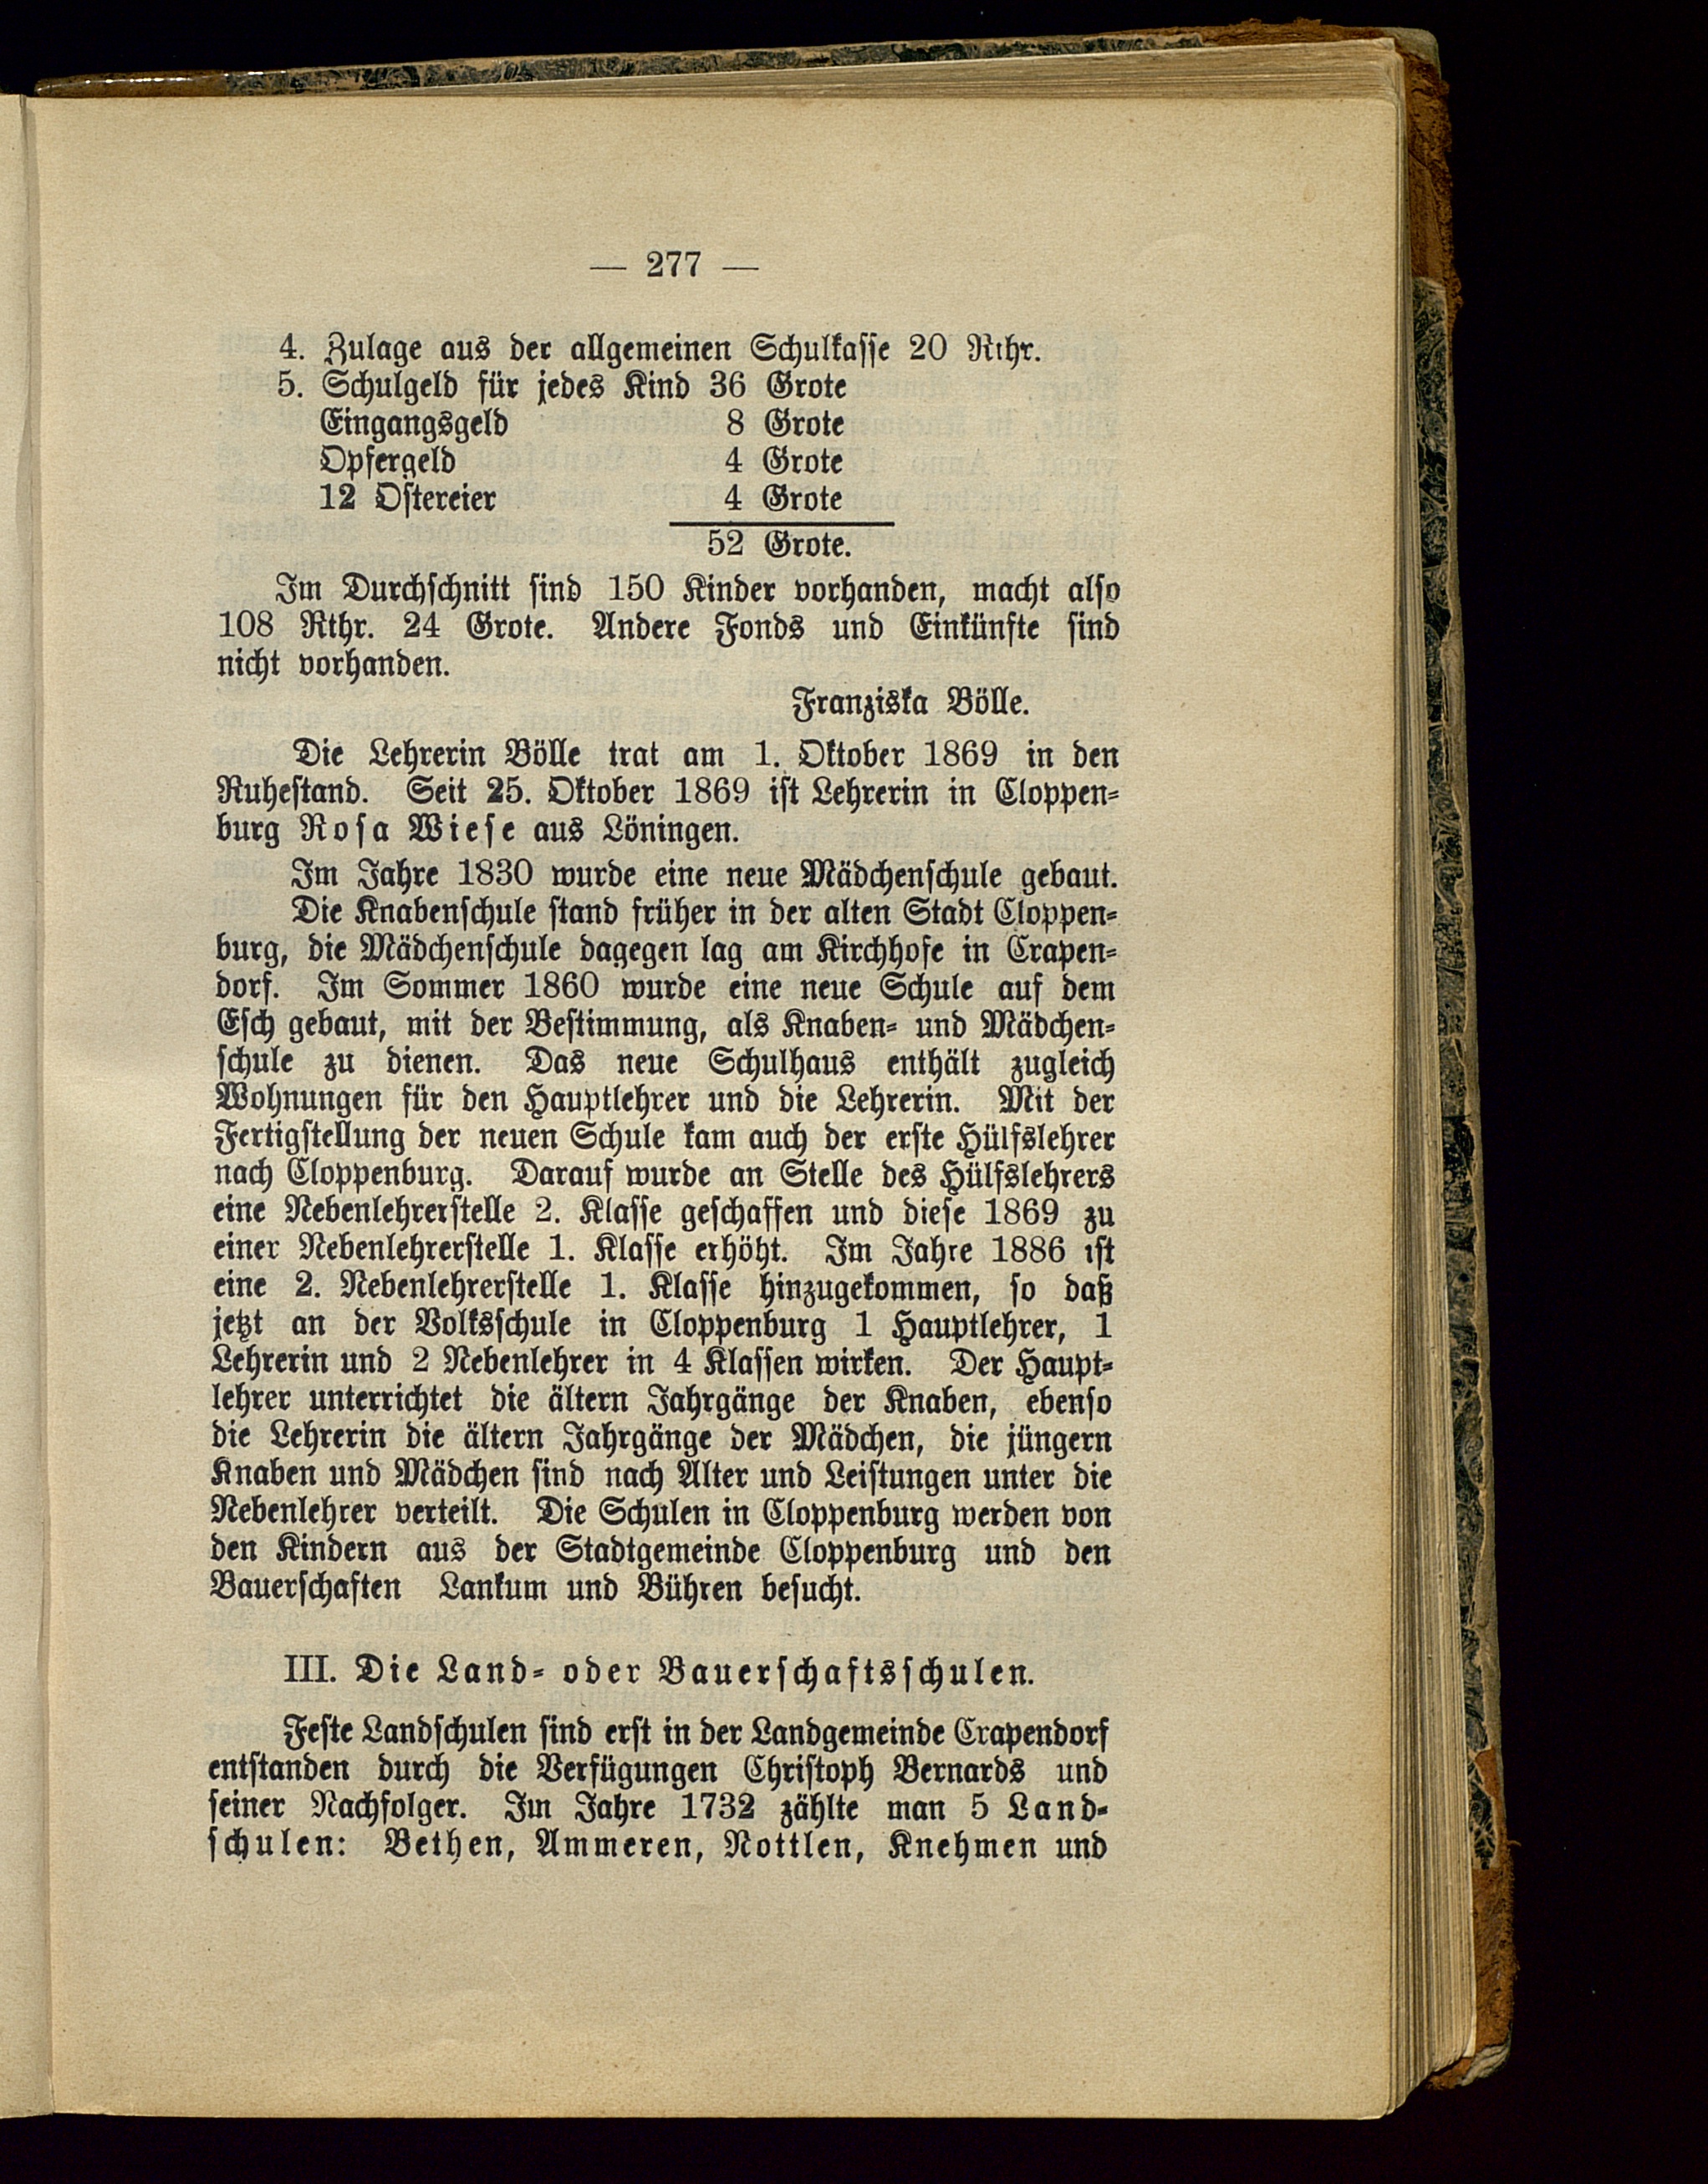 — 277 —
4. Zulage aus der allgemeinen Schulkasse 20 Rthr.
5. Schulgeld für jedes Kind 36 Grote
Eingangsgeld 8 Grote
Opfergeld 4 Grote
12 Ostereier 4 Grote
52 Grote.
Im Durchschnitt sind 150 Kinder vorhanden, macht also
108 Rthr. 24 Grote. Andere Fonds und Einkünfte sind
nicht vorhanden.
Franziska Bölle.
Die Lehrerin Bölle trat am 1. Oktober 1869 in den
Ruhestand. Seit 25. Oktober 1869 ist Lehrerin in Cloppen-
burg Rosa Wiese aus Löningen.
Im Jahre 1830 wurde eine neue Mädchenschule gebaut.
Die Knabenschule stand früher in der alten Stadt Cloppen-
burg, die Mädchenschule dagegen lag am Kirchhofe in Crapen-
dorf. Im Sommer 1860 wurde eine neue Schule auf dem
Esch gebaut, mit der Bestimmung, als Knaben- und Mädchen-
schule zu dienen. Das neue Schulhaus enthält zugleich
Wohnungen für den Hauptlehrer und die Lehrerin. Mit der
Fertigstellung der neuen Schule kam auch der erste Hülfslehrer
nach Cloppenburg. Darauf wurde an Stelle des Hülfslehrers
eine Nebenlehrerstelle 2. Klasse geschaffen und diese 1869 zu
einer Nebenlehrerstelle 1. Klasse erhöht. Im Jahre 1886 ist
eine 2. Nebenlehrerstelle 1. Klasse hinzugekommen, so daß
jetzt an der Volksschule in Cloppenburg 1 Hauptlehrer, 1
Lehrerin und 2 Nebenlehrer in 4 Klassen wirken. Der Haupt-
lehrer unterrichtet die ältern Jahrgänge der Knaben, ebenso
die Lehrerin die ältern Jahrgänge der Mädchen, die jüngern
Knaben und Mädchen sind nach Alter und Leistungen unter die
Nebenlehrer verteilt. Die Schulen in Cloppenburg werden von
den Kindern aus der Stadtgemeinde Cloppenburg und den
Bauerschaften Lankum und Bühren besucht.
III. Die Land- oder Bauerschaftsschulen.
Feste Landschulen sind erst in der Landgemeinde Crapendorf
entstanden durch die Verfügungen Christoph Bernards und
seiner Nachfolger. Im Jahre 1732 zählte man 5 Land-
schulen: Bethen, Ammeren, Nottlen, Knehmen und